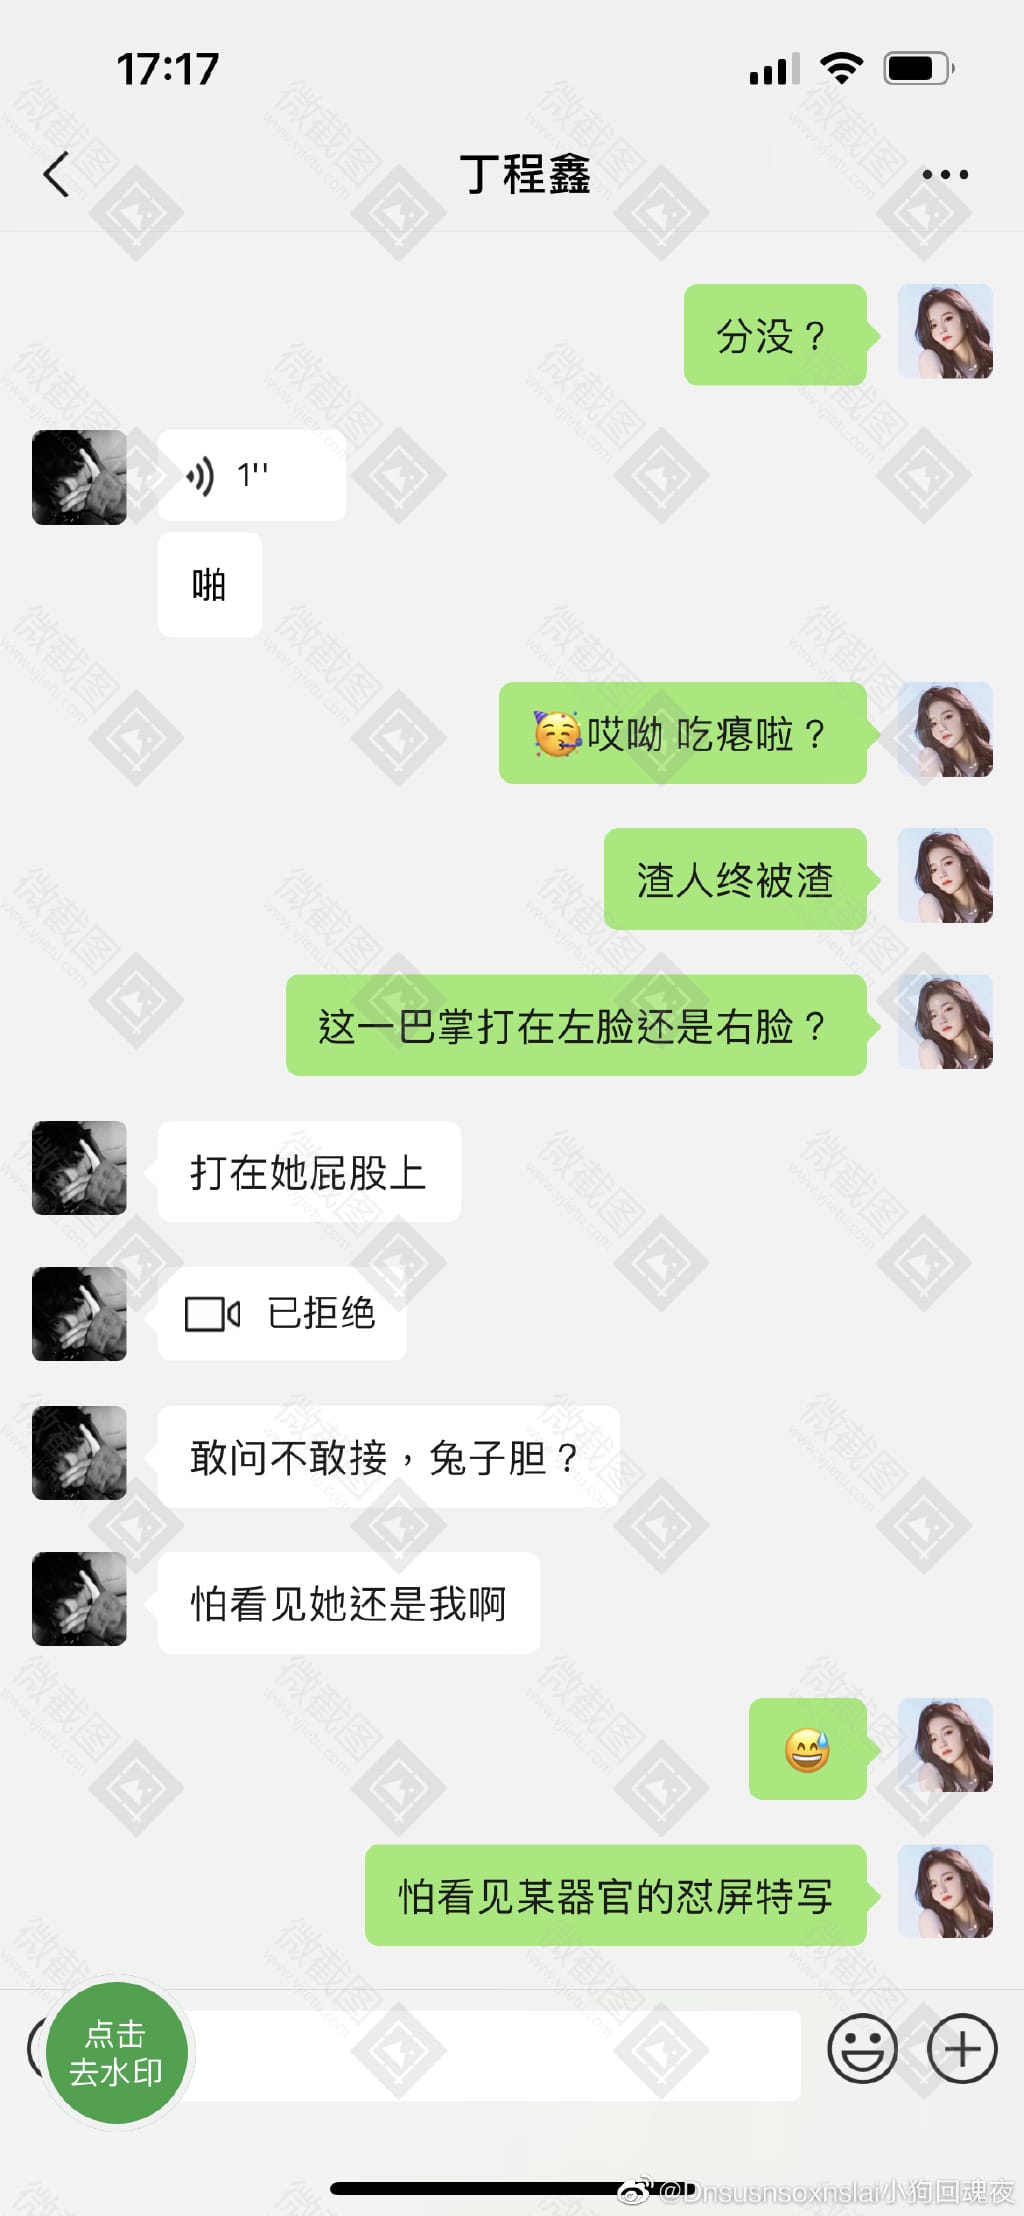 17:17
丁程鑫
分没？
1''
啪
🥳哎呦 吃瘪啦？
渣人终被渣
这一巴掌打在左脸还是右脸？
打在她屁股上
已拒绝
敢问不敢接，兔子胆？
怕看见她还是我啊
😅
怕看见某器官的怼屏特写
点击
去水印
@Dnsusnsoxnslai小狗回魂夜
微截图
www.vjietu.com